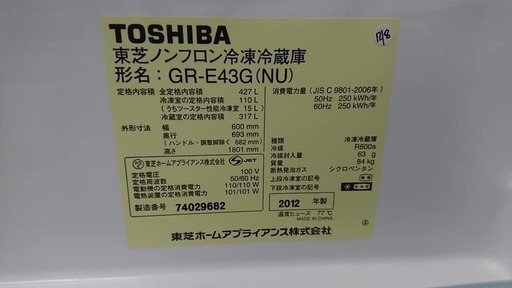 TOSHIBA
148
東芝ノンフロン冷凍冷蔵庫
形名：GR-E43G(NU)
定格内容積 全定格内容積 427 L
冷凍室の定格内容積 110 L
(うちツースター性能冷凍室 15 L)
冷蔵室の定格内容積 317 L
外形寸法 幅 600 mm
奥行 693 mm
(ハンドル・調整脚除く 682 mm)
高さ 1801 mm
東芝ホームアプライアンス株式会社 JET
定格電圧 100 V
定格周波数 50/60 Hz
電動機の定格消費電力 110/110 W
電熱装置の定格消費電力 101/101 W
製造番号 74029682
消費電力量 (JIS C 9801-2006年)
50Hz 250 kWh/年
60Hz 250 kWh/年
種類 冷凍冷蔵庫
冷媒 R600a
冷媒封入量 63 g
質量 84 kg
断熱発泡ガス シクロペンタン
上段冷凍室の記号
下段冷凍室の記号
2012 年製
温度ヒューズ 77℃
MADE IN CHINA
東芝ホームアプライアンス株式会社